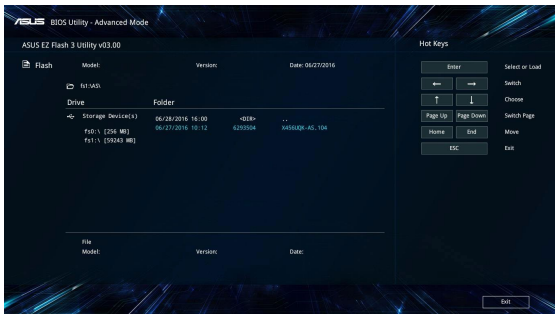 ASUS BIOS Utility - Advanced Mode
ASUS EZ Flash 3 Utility v03.00
Hot Keys
Flash Model: Version: Date: 06/27/2016
fs1:\AS\
Drive Folder
Storage Device(s)
fs0:\ [256 MB]
fs1:\ [59243 MB]
06/28/2016 16:00 <DIR> ..
06/27/2016 10:12 6293504 X456UQK-AS.104
File
Model: Version: Date:
Enter Select or Load
← → Switch
↑ ↓ Choose
Page Up Page Down Switch Page
Home End Move
ESC Exit
Exit